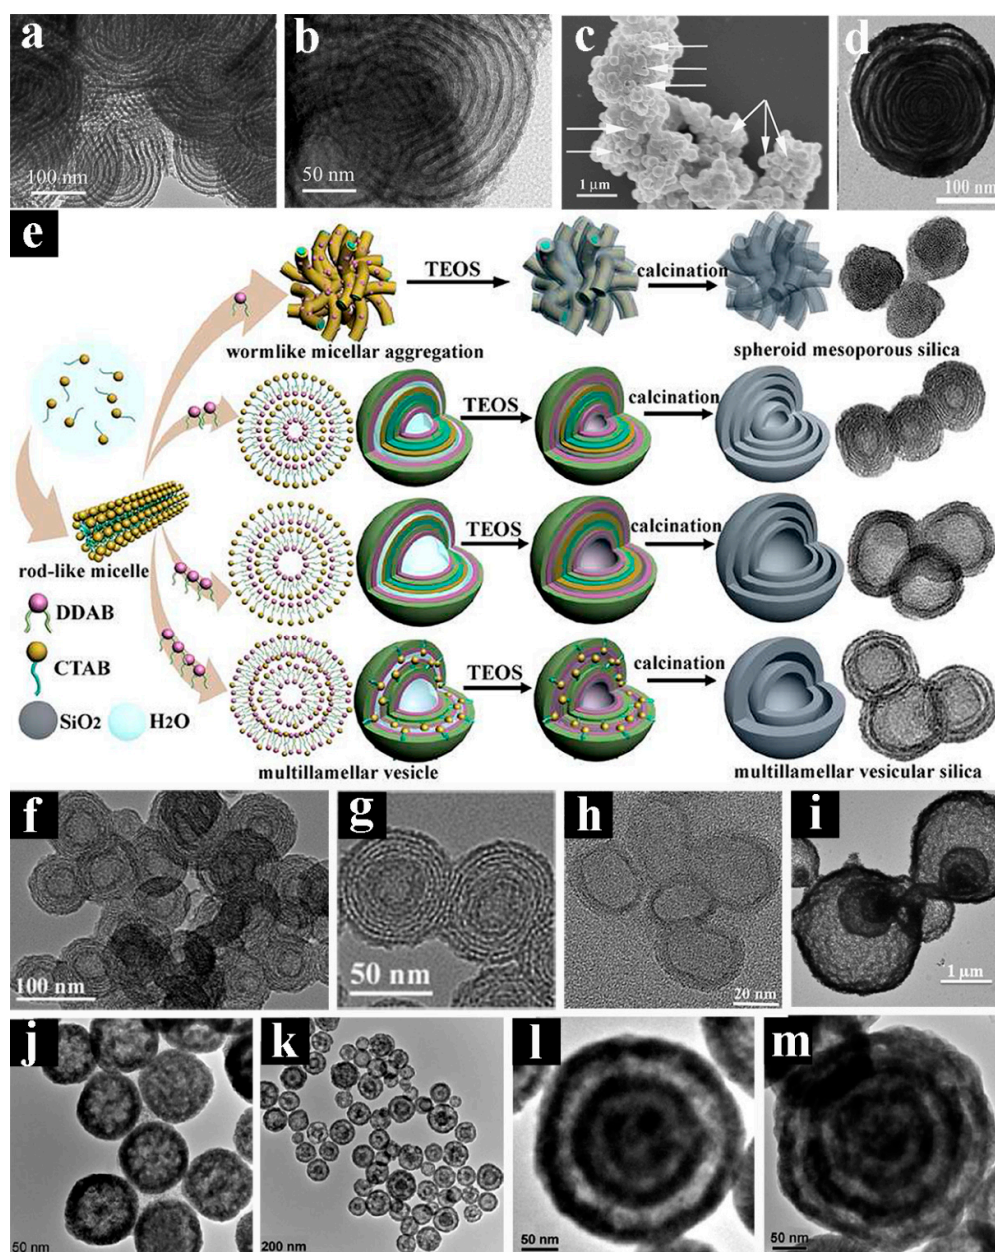 a
b
c
d
100 nm
50 nm
1 µm
100 nm
e
TEOS
calcination
wormlike micellar aggregation
spheroid mesoporous silica
TEOS
calcination
rod-like micelle
TEOS
calcination
DDAB
CTAB
SiO2
H2O
TEOS
calcination
multillamellar vesicle
multillamellar vesicular silica
f
g
h
i
100 nm
50 nm
20 nm
1 µm
j
k
l
m
50 nm
200 nm
50 nm
50 nm